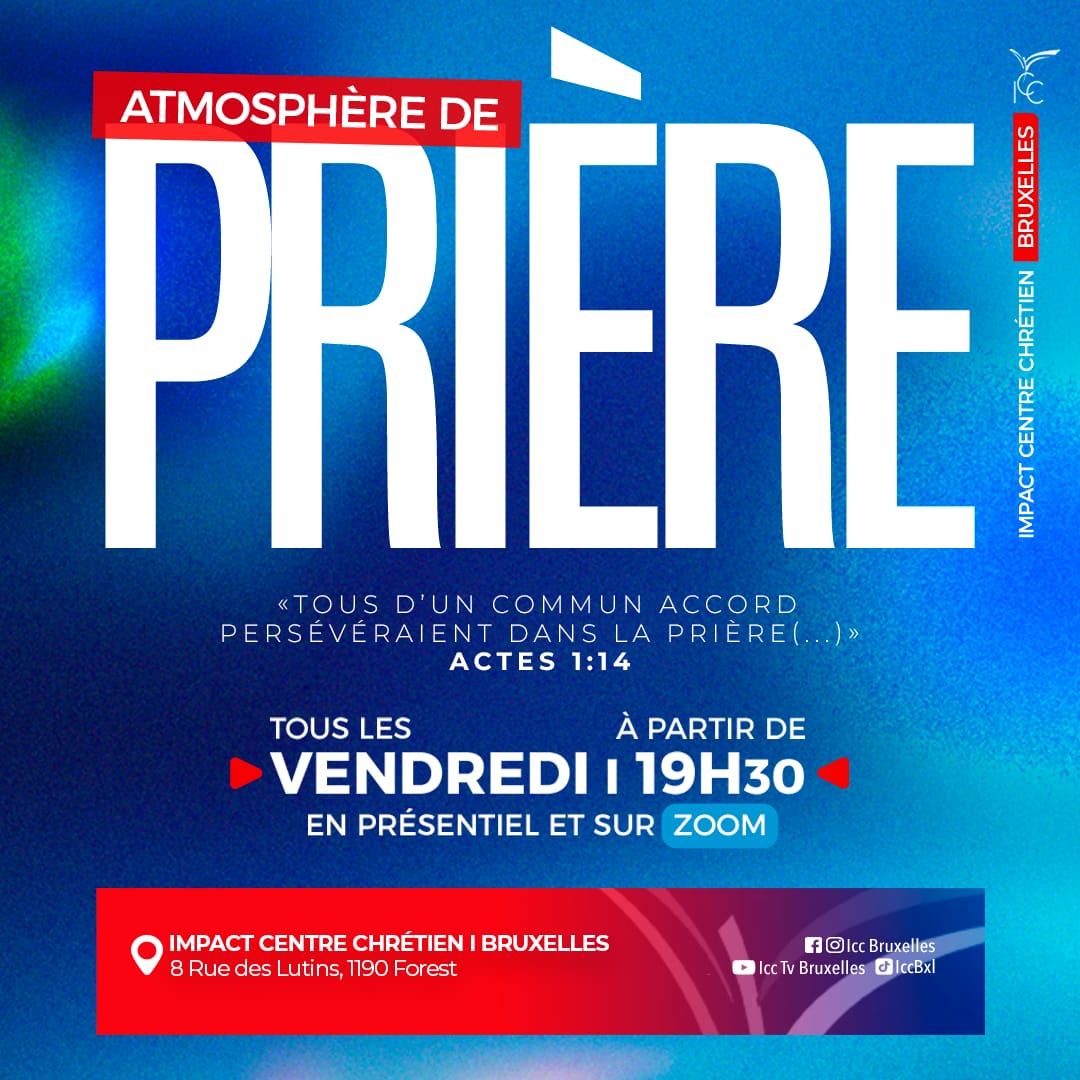 ATMOSPHÈRE DE
PRIÈRE
ICC
IMPACT CENTRE CHRÉTIEN BRUXELLES
«TOUS D'UN COMMUN ACCORD
PERSÉVÉRAIENT DANS LA PRIÈRE(...)»
ACTES 1:14
TOUS LES
VENDREDI I
À PARTIR DE
19H30
EN PRÉSENTIEL ET SUR ZOOM
IMPACT CENTRE CHRÉTIEN I BRUXELLES
8 Rue des Lutins, 1190 Forest
Icc Bruxelles
Icc Tv Bruxelles IccBxl